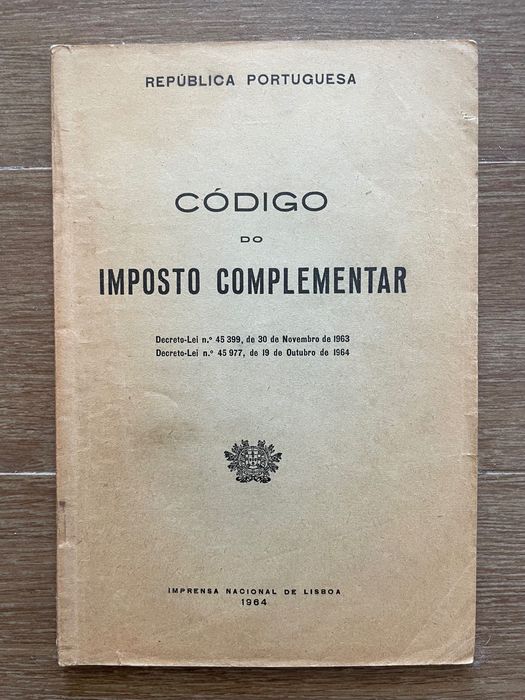 REPÚBLICA PORTUGUESA
CÓDIGO
DO
IMPOSTO COMPLEMENTAR
Decreto-Lei n.º 45 399, de 30 de Novembro de 1963
Decreto-Lei n.º 45 977, de 19 de Outubro de 1964
IMPRENSA NACIONAL DE LISBOA
1964